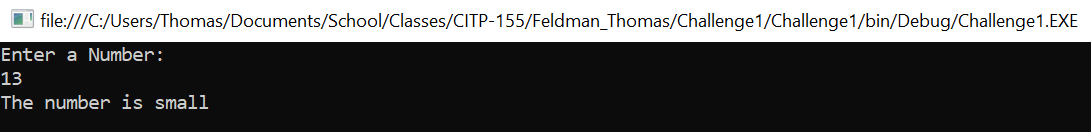 file:///C:/Users/Thomas/Documents/School/Classes/CITP-155/Feldman_Thomas/Challenge1/Challenge1/bin/Debug/Challenge1.EXE
Enter a Number:
13
The number is small